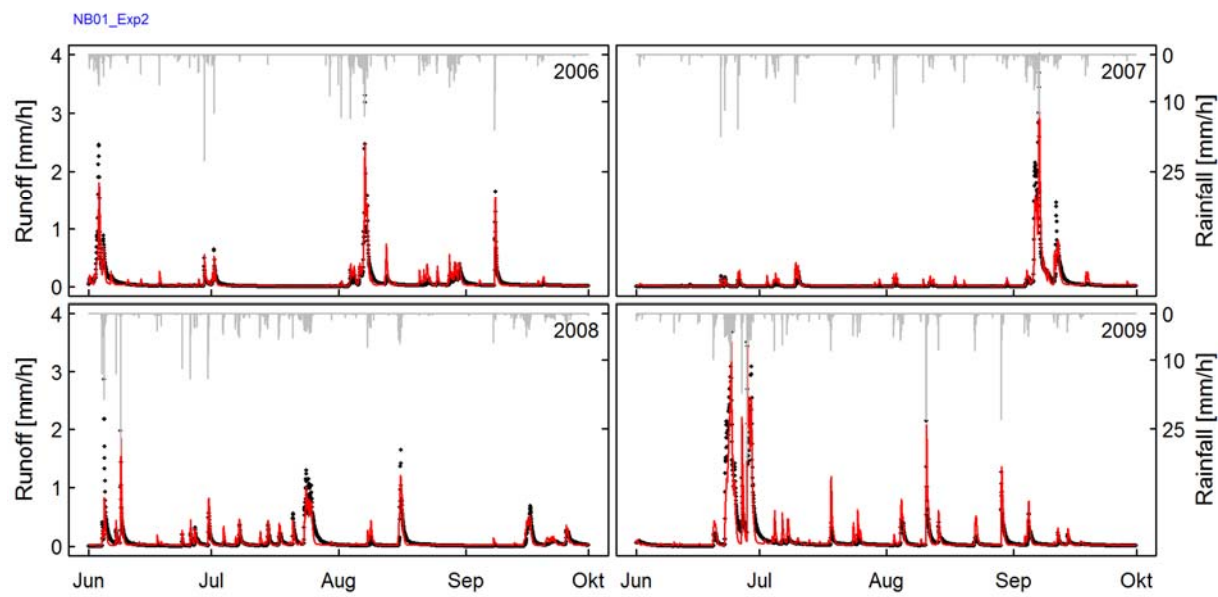 NB01_Exp2
4
3
2
1
0
Runoff [mm/h]
2006
2007
0
10
25
Rainfall [mm/h]
4
3
2
1
0
Runoff [mm/h]
2008
2009
0
10
25
Rainfall [mm/h]
Jun Jul Aug Sep Okt
Jun Jul Aug Sep Okt